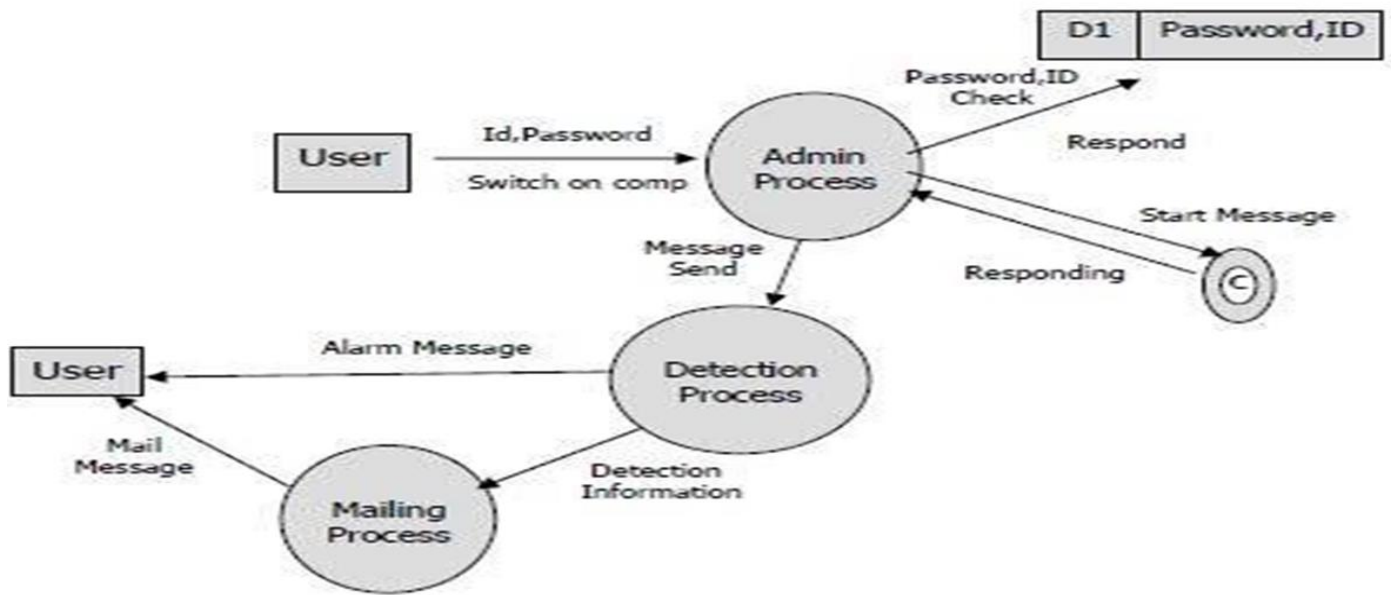 D1 Password,ID
Password,ID
Check
Id,Password
User
Switch on comp
Admin
Process
Respond
Start Message
Message
Send
Responding
C
Alarm Message
User
Detection
Process
Mail
Message
Detection
Information
Mailing
Process